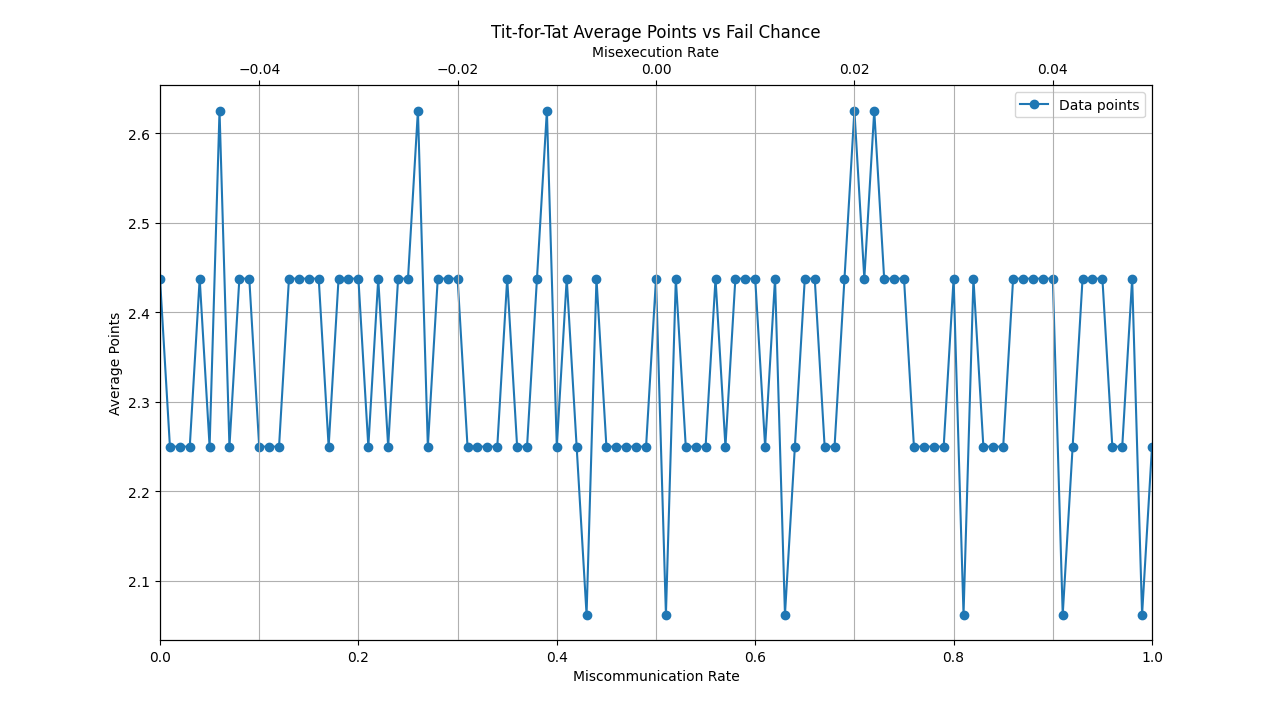 Tit-for-Tat Average Points vs Fail Chance
Misexecution Rate
−0.04 −0.02 0.00 0.02 0.04
Data points
2.6
2.5
2.4
2.3
2.2
2.1
Average Points
0.0 0.2 0.4 0.6 0.8 1.0
Miscommunication Rate